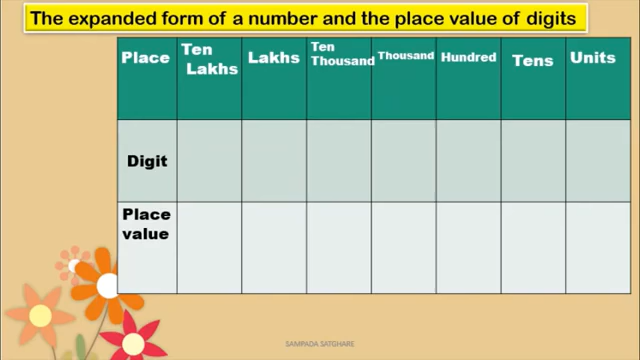 The expanded form of a number and the place value of digits
Place Ten Lakhs Lakhs Ten Thousand Thousand Hundred Tens Units
Digit
Place value
SAMPADA SATGHARE